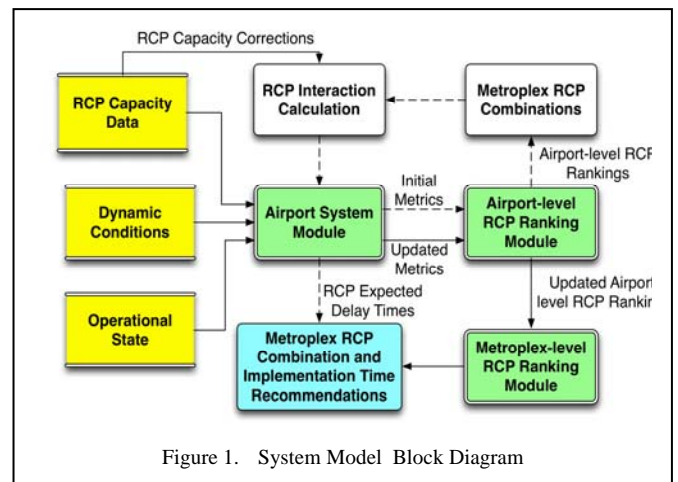 RCP Capacity Corrections
RCP Capacity
Data
RCP Interaction
Calculation
Metroplex RCP
Combinations
Airport-level RCP
Rankings
Dynamic
Conditions
Airport System
Module
Initial
Metrics
Updated
Metrics
Airport-level
RCP Ranking
Module
RCP Expected
Delay Times
Updated Airport
level RCP Rankin
Operational
State
Metroplex RCP
Combination and
Implementation Time
Recommendations
Metroplex-level
RCP Ranking
Module
Figure 1. System Model Block Diagram